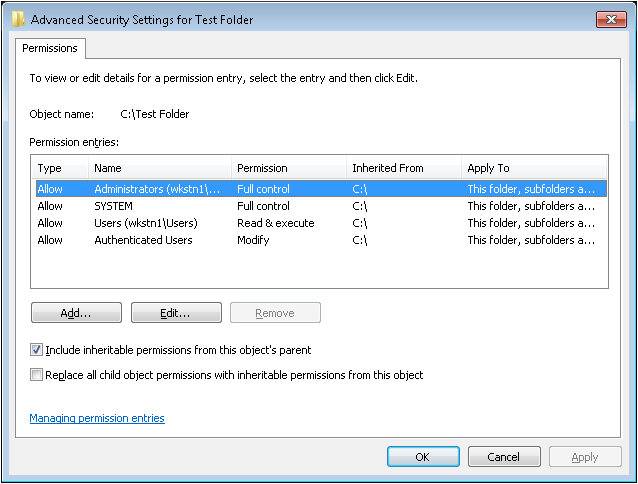 Advanced Security Settings for Test Folder
Permissions
To view or edit details for a permission entry, select the entry and then click Edit.
Object name: C:\Test Folder
Permission entries:
Type Name Permission Inherited From Apply To
Allow Administrators (wkstn1\... Full control C:\ This folder, subfolders a...
Allow SYSTEM Full control C:\ This folder, subfolders a...
Allow Users (wkstn1\Users) Read & execute C:\ This folder, subfolders a...
Allow Authenticated Users Modify C:\ This folder, subfolders a...
Add... Edit... Remove
Include inheritable permissions from this object's parent
Replace all child object permissions with inheritable permissions from this object
Managing permission entries
OK Cancel Apply